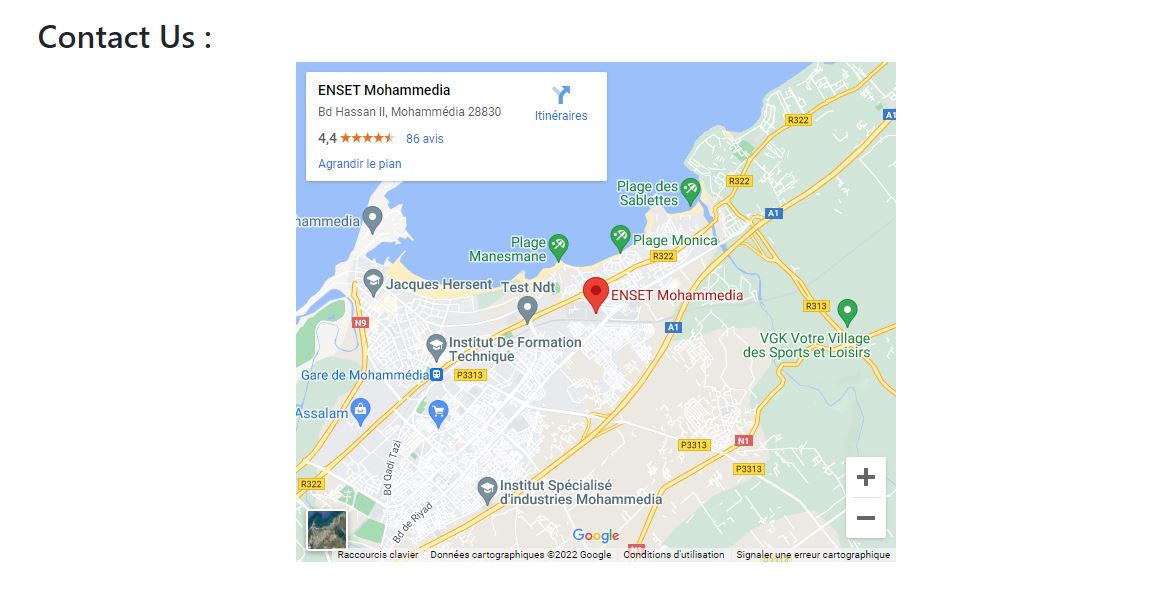 Contact Us :
ENSET Mohammedia
Bd Hassan II, Mohammédia 28830
Itinéraires
4,4
86 avis
Agrandir le plan
R322
A1
R322
Plage des
Sablettes
A1
hammedia
Plage
Manesmane
Plage Monica
R322
Jacques Hersent
Test Ndt
ENSET Mohammedia
R313
N9
A1
VGK Votre Village
des Sports et Loisirs
Institut De Formation
Technique
Gare de Mohammédia
P3313
Assalam
Bd Qadi Tazi
P3313
N1
P3313
R322
Institut Spécialisé
d'industries Mohammedia
Bd de Riyad
Google
Raccourcis clavier
Données cartographiques ©2022 Google
Conditions d'utilisation
Signaler une erreur cartographique